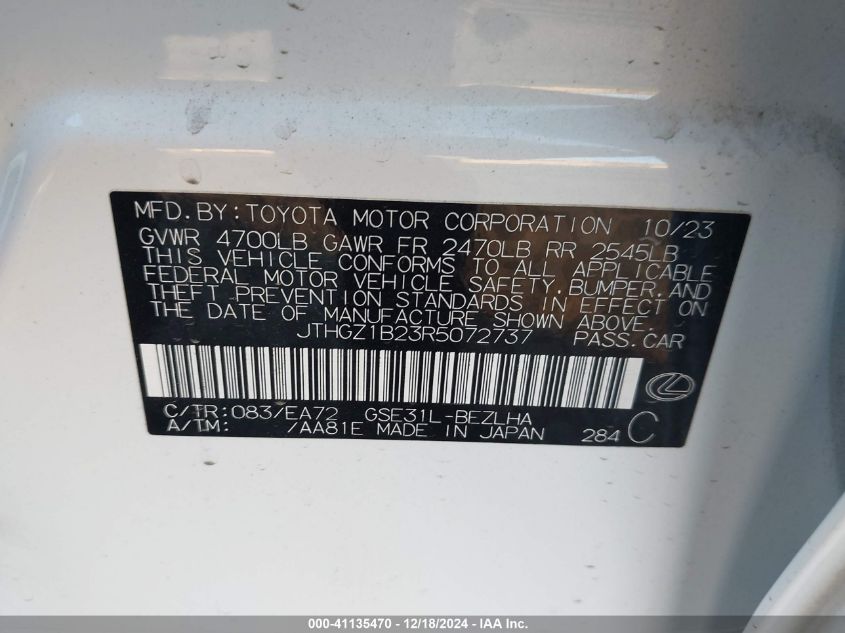 MFD. BY: TOYOTA MOTOR CORPORATION 10/23
GVWR 4700LB GAWR FR 2470LB RR 2545LB
THIS VEHICLE CONFORMS TO ALL APPLICABLE
FEDERAL MOTOR VEHICLE SAFETY, BUMPER, AND
THEFT PREVENTION STANDARDS IN EFFECT ON
THE DATE OF MANUFACTURE SHOWN ABOVE.
JTHGZ1B23R5072737 PASS. CAR
C/TR: 083/EA72 GSE31L-BEZLHA
A/TM: /AA81E MADE IN JAPAN 284 C
000-41135470 - 12/18/2024 - IAA Inc.